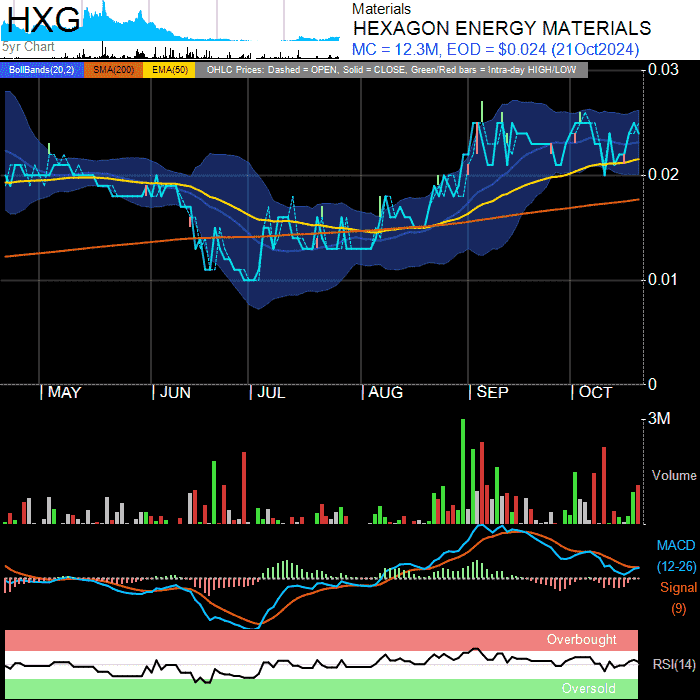 HXG
5yr Chart
Materials
HEXAGON ENERGY MATERIALS
MC = 12.3M, EOD = $0.024 (21Oct2024)
BollBands(20,2) SMA(200) EMA(50) OHLC Prices: Dashed = OPEN, Solid = CLOSE, Green/Red bars = Intra-day HIGH/LOW
0.03
0.02
0.01
0
MAY JUN JUL AUG SEP OCT
3M
Volume
MACD
(12-26)
Signal
(9)
Overbought
RSI(14)
Oversold